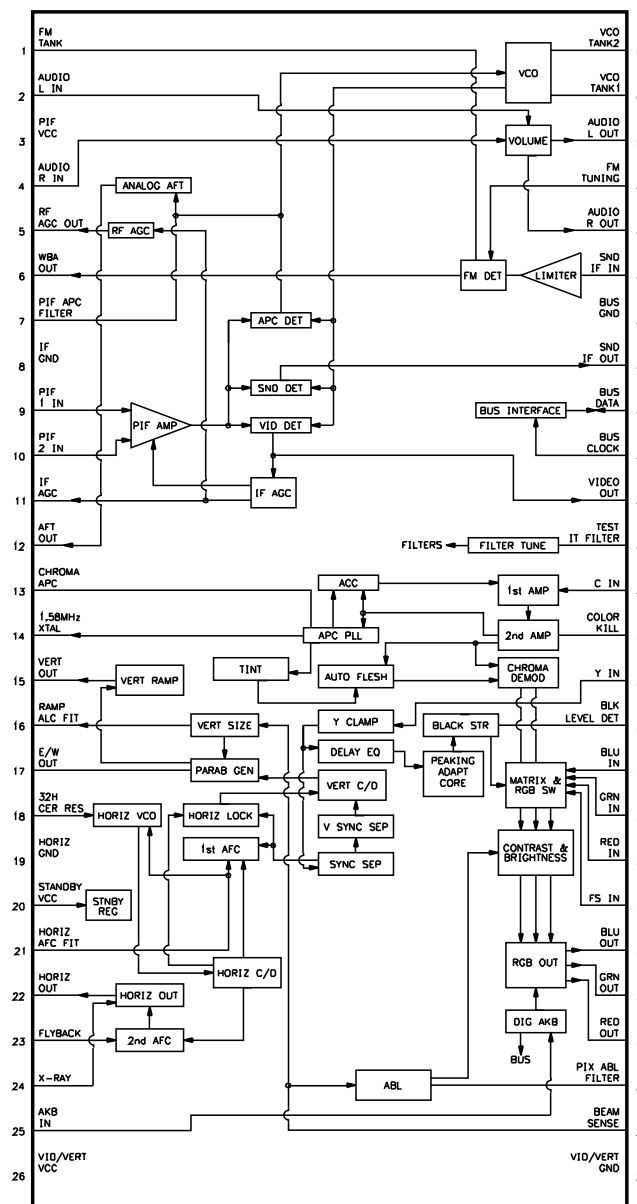 FM
TANK
1
AUDIO
L IN
2
PIF
VCC
3
AUDIO
R IN
4
RF
AGC OUT
5
WBA
OUT
6
PIF APC
FILTER
7
IF
GND
8
PIF
1 IN
9
PIF
2 IN
10
IF
AGC
11
AFT
OUT
12
CHROMA
APC
13
1,58MHz
XTAL
14
VERT
OUT
15
RAMP
ALC FIT
16
E/W
OUT
17
32H
CER RES
18
HORIZ
GND
19
STANDBY
VCC
20
HORIZ
AFC FIT
21
HORIZ
OUT
22
FLYBACK
23
X-RAY
24
AKB
IN
25
VID/VERT
VCC
26
VCO
VOLUME
ANALOG AFT
RF AGC
FM DET
LIMITER
APC DET
SND DET
PIF AMP
VID DET
IF AGC
BUS INTERFACE
FILTERS
FILTER TUNE
ACC
1st AMP
APC PLL
2nd AMP
TINT
AUTO FLESH
CHROMA
DEMOD
VERT RAMP
VERT SIZE
Y CLAMP
BLACK STR
DELAY EQ
PARAB GEN
PEAKING
ADAPT
CORE
VERT C/D
MATRIX &
RGB SW
HORIZ VCO
HORIZ LOCK
V SYNC SEP
1st AFC
SYNC SEP
CONTRAST &
BRIGHTNESS
STNBY
REG
HORIZ C/D
RGB OUT
HORIZ OUT
2nd AFC
DIG AKB
BUS
ABL
VCO
TANK2
VCO
TANK1
AUDIO
L OUT
FM
TUNING
AUDIO
R OUT
SND
IF IN
BUS
GND
SND
IF OUT
BUS
DATA
BUS
CLOCK
VIDEO
OUT
TEST
IT FILTER
C IN
COLOR
KILL
Y IN
BLK
LEVEL DET
BLU
IN
GRN
IN
RED
IN
FS IN
BLU
OUT
GRN
OUT
RED
OUT
PIX ABL
FILTER
BEAM
SENSE
VID/VERT
GND